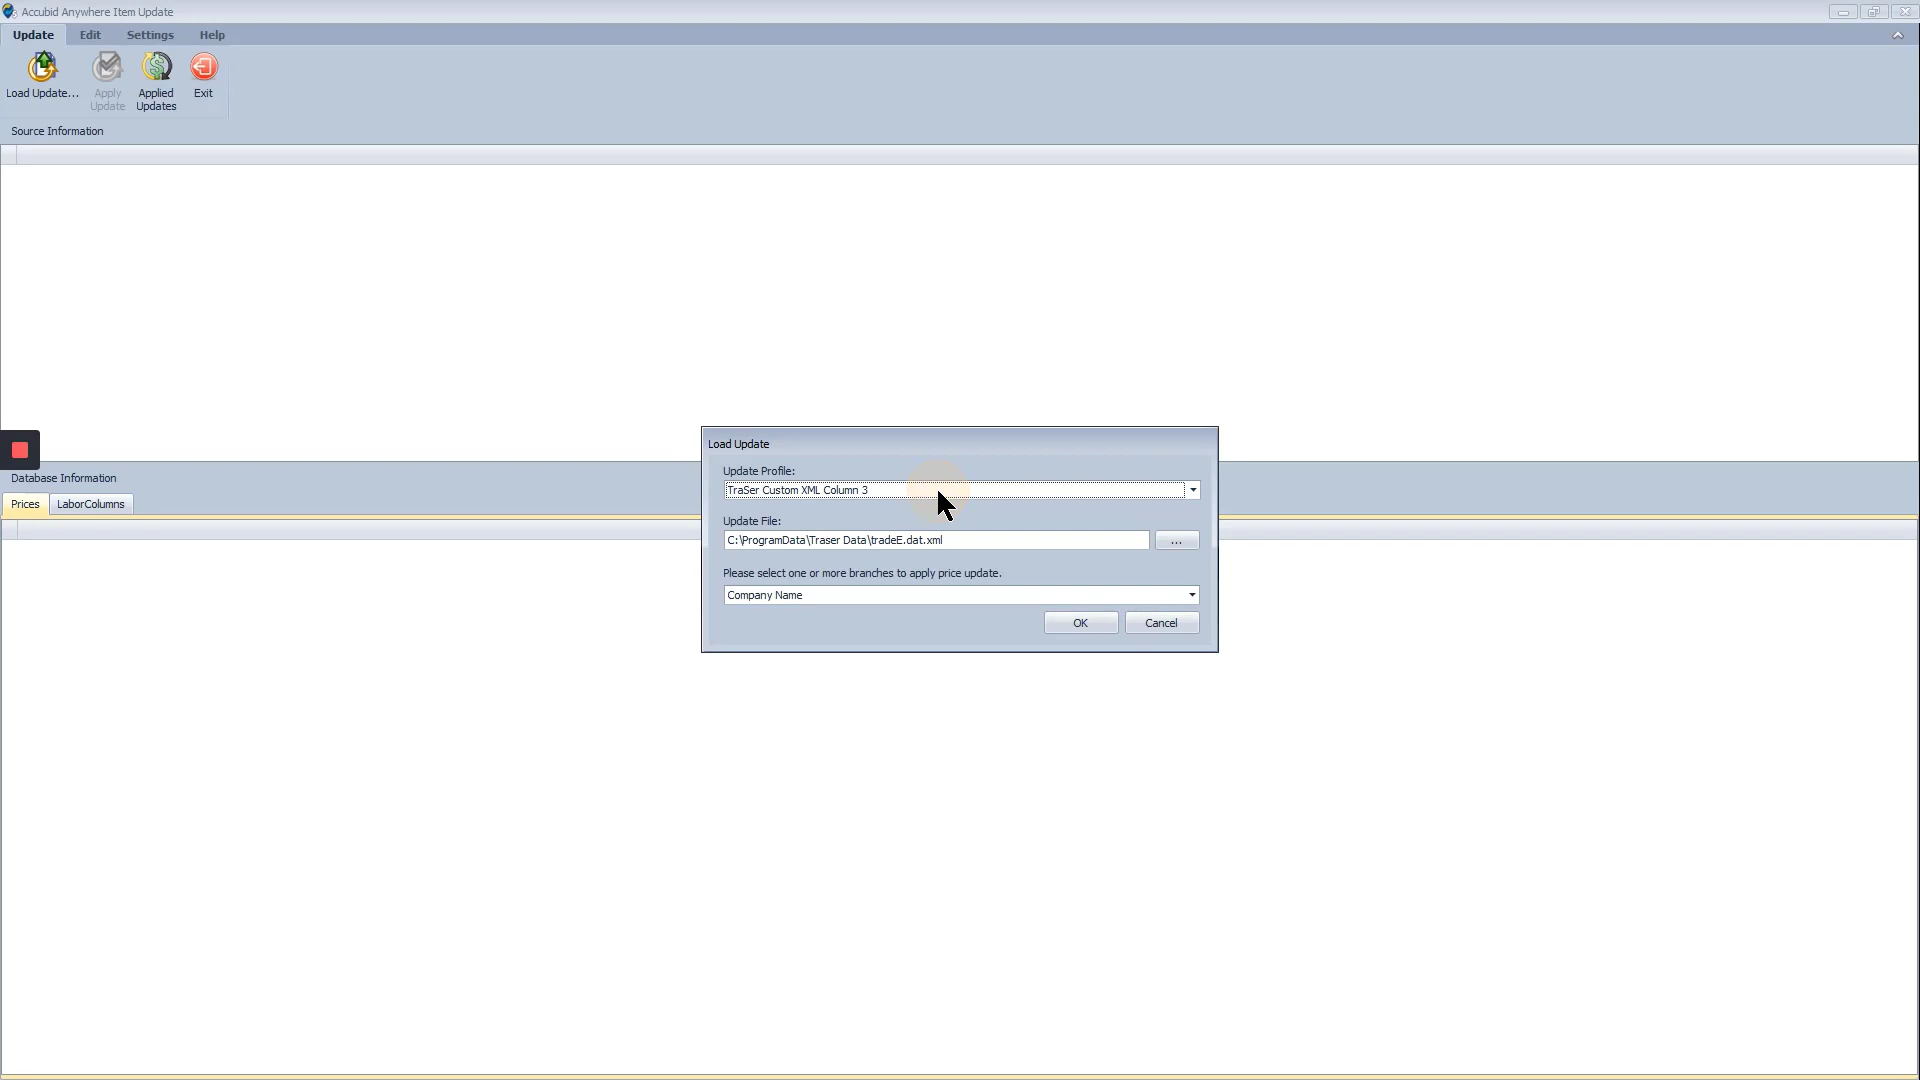 Accubid Anywhere Item Update
Update Edit Settings Help
Load Update...
Apply
Update
Applied
Updates
Exit
Source Information
Load Update
Update Profile:
TraSer Custom XML Column 3
Update File:
C:\ProgramData\Traser Data\tradeE.dat.xml
...
Please select one or more branches to apply price update.
Company Name
OK Cancel
Database Information
Prices LaborColumns